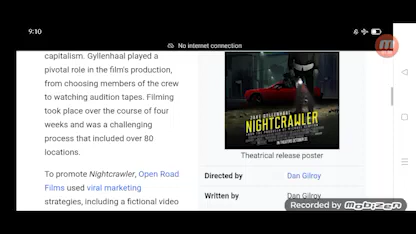 9:10
No internet connection
capitalism. Gyllenhaal played a
pivotal role in the film's production,
from choosing members of the crew
to watching audition tapes. Filming
took place over the course of four
weeks and was a challenging
process that included over 80
locations.
To promote Nightcrawler, Open Road
Films used viral marketing
strategies, including a fictional video
JAKE GYLLENHAAL
NIGHTCRAWLER
Theatrical release poster
Directed by Dan Gilroy
Written by Dan Gilroy
Recorded by Mobizen